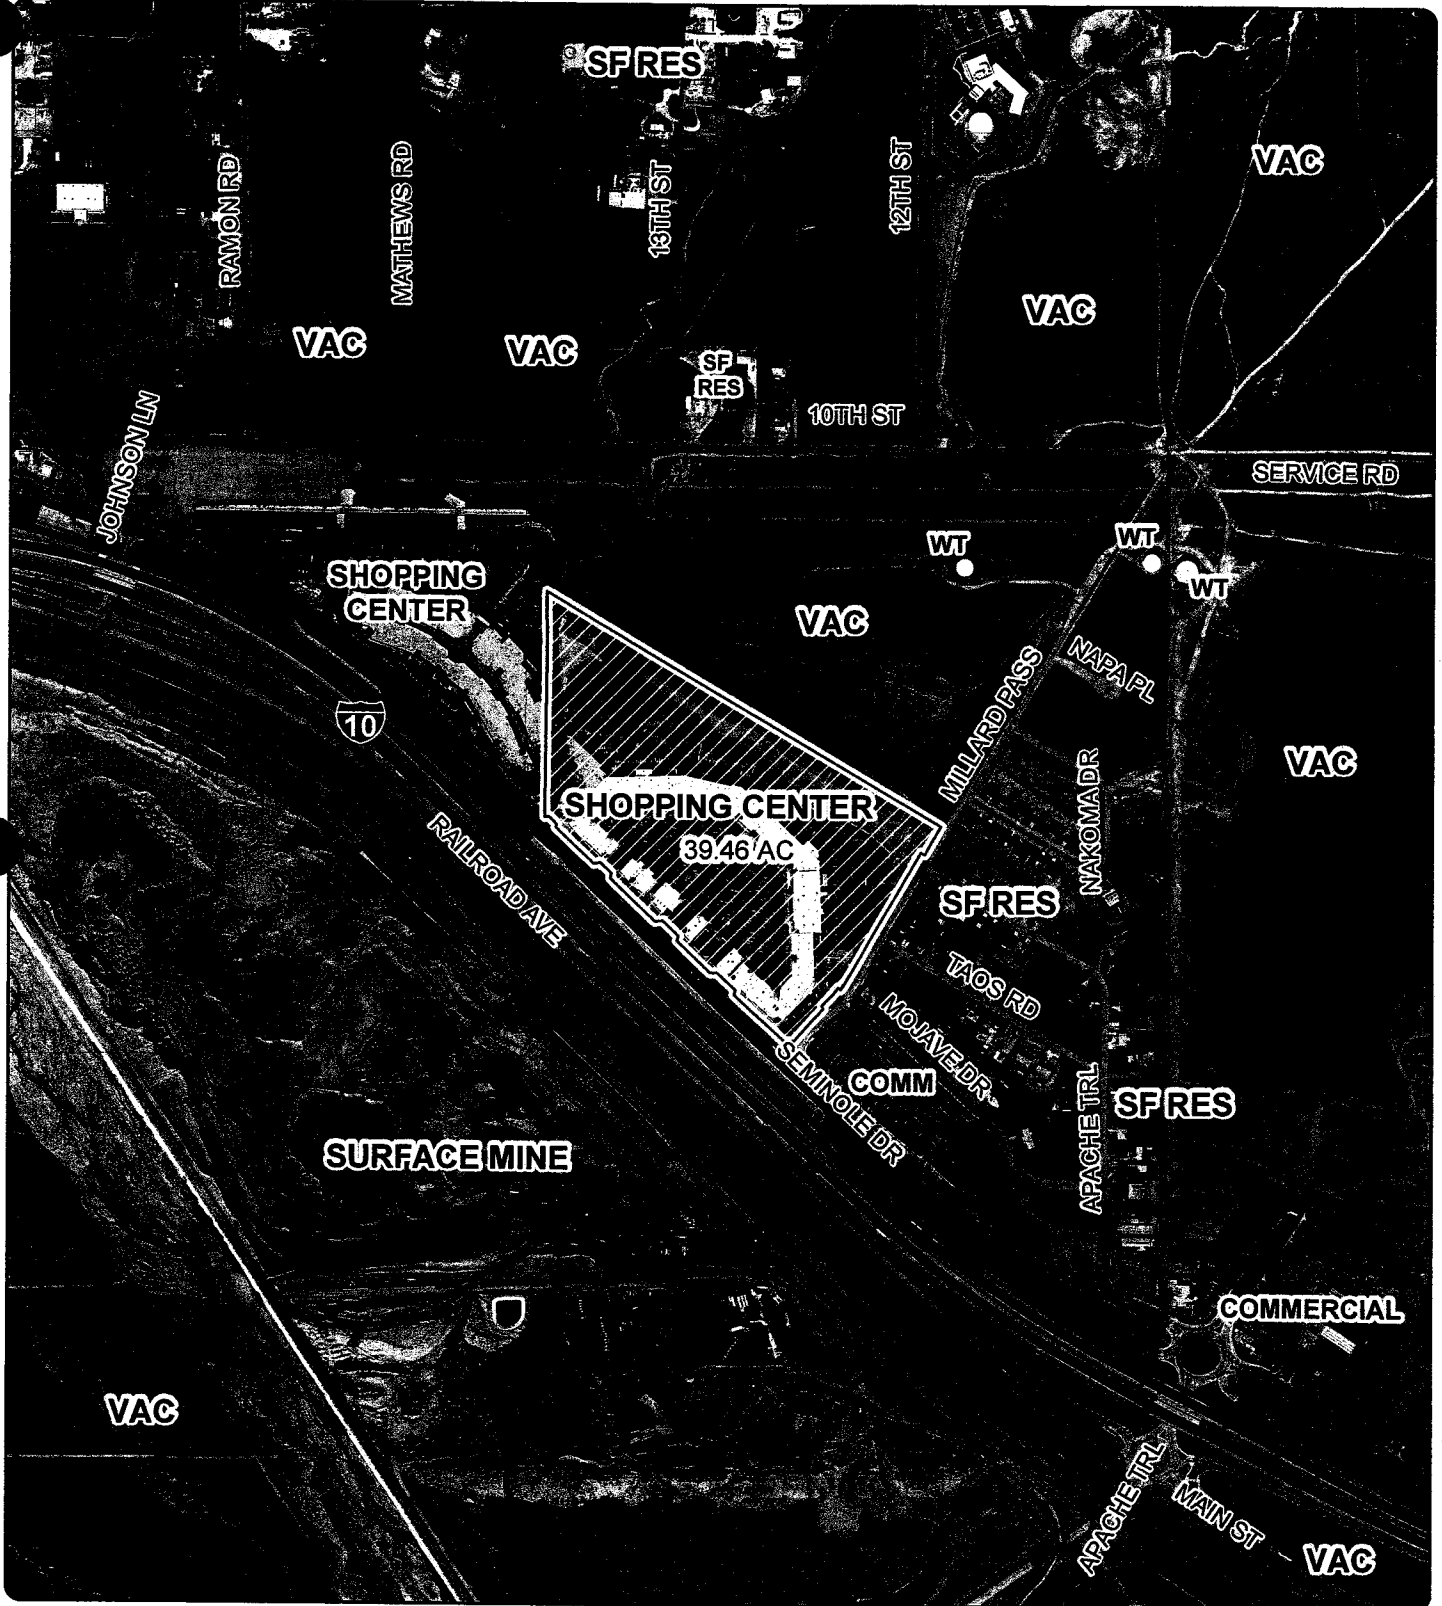 SF RES
RAMON RD
MATHEWS RD
13TH ST
12TH ST
VAC
VAC
VAC
VAC
SF
RES
10TH ST
JOHNSON LN
SERVICE RD
WT
WT
WT
SHOPPING
CENTER
VAC
NAPA PL
MILLARD PASS
10
VAC
NAKOMA DR
SHOPPING CENTER
39.46 AC
RAILROAD AVE
SF RES
TAOS RD
MOJAVE DR
SEMINOLE DR
COMM
APACHE TRL
SF RES
SURFACE MINE
COMMERCIAL
VAC
APACHE TRL
MAIN ST
VAC